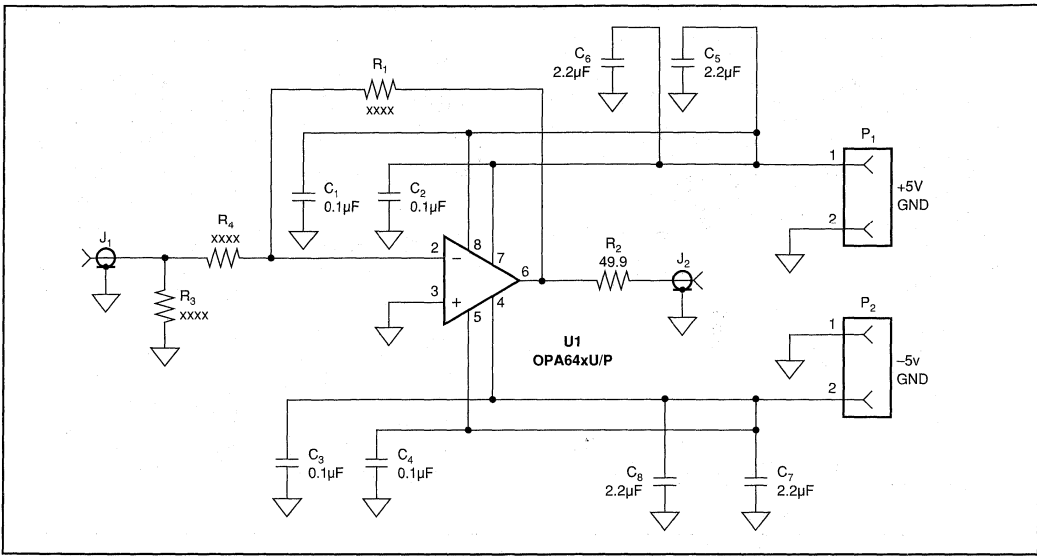 C6
2.2µF
C5
2.2µF
R1
xxxx
P1
1
+5V
GND
2
C1
0.1µF
C2
0.1µF
R4
xxxx
J1
R3
xxxx
2
–
8
7
6
3
+
4
5
R2
49.9
J2
U1
OPA64xU/P
P2
1
–5v
GND
2
C3
0.1µF
C4
0.1µF
C8
2.2µF
C7
2.2µF